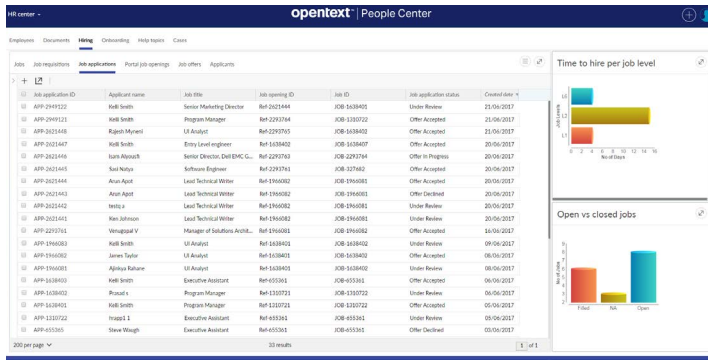 HR center
opentext™ | People Center
Employees Documents Hiring Onboarding Help topics Cases
Jobs Job requisitions Job applications Portal job openings Job offers Applicants
Job application ID Applicant name Job title Job opening ID Job ID Job application status Created date
APP-2949122 Kelli Smith Senior Marketing Director Ref-2621444 JOB-1638401 Under Review 21/06/2017
APP-2949121 Kelli Smith Program Manager Ref-2293764 JOB-1310722 Offer Accepted 21/06/2017
APP-2621448 Rajesh Myneni UI Analyst Ref-2293765 JOB-1638402 Offer Accepted 21/06/2017
APP-2621447 Kelli Smith Entry Level engineer Ref-1638402 JOB-1638407 Offer Accepted 20/06/2017
APP-2621446 Isum Alyoush Senior Director, Dell EMC G... Ref-2293763 JOB-2293764 Offer In Progress 20/06/2017
APP-2621445 Sasi Natya Software Engineer Ref-2293761 JOB-327682 Offer Accepted 20/06/2017
APP-2621444 Arun Apot Lead Technical Writer Ref-1966082 JOB-1966081 Offer Accepted 20/06/2017
APP-2621443 Arun Apot Lead Technical Writer Ref-1966082 JOB-1966081 Offer Declined 20/06/2017
APP-2621442 testq.a Lead Technical Writer Ref-1966082 JOB-1966081 Under Review 20/06/2017
APP-2621441 Ken Johnson Lead Technical Writer Ref-1966082 JOB-1966081 Under Review 20/06/2017
APP-2293761 Venugopal V Manager of Solutions Archit... Ref-1966081 JOB-1966082 Offer Accepted 16/06/2017
APP-1966083 Kelli Smith UI Analyst Ref-1638401 JOB-1638402 Under Review 09/06/2017
APP-1966082 James Taylor UI Analyst Ref-1638401 JOB-1638402 Offer Accepted 08/06/2017
APP-1966081 Ajinkya Rahane UI Analyst Ref-1638401 JOB-1638402 Under Review 08/06/2017
APP-1638403 Kelli Smith Executive Assistant Ref-655361 JOB-655361 Offer Accepted 06/06/2017
APP-1638402 Prasad s Program Manager Ref-1310721 JOB-1310722 Under Review 06/06/2017
APP-1638401 Kelli Smith Program Manager Ref-1310721 JOB-1310722 Offer Accepted 05/06/2017
APP-1310722 hrapp1 1 Executive Assistant Ref-655361 JOB-655361 Under Review 05/06/2017
APP-655365 Steve Waugh Executive Assistant Ref-655361 JOB-655361 Offer Declined 03/06/2017
200 per page 33 results 1 of 1
Time to hire per job level
Job Levels
L6
L2
L1
0 2 4 6 8 10 12 14 16
No of Days
Open vs closed jobs
No of Jobs
9
8
7
6
5
4
3
2
Filled NA Open